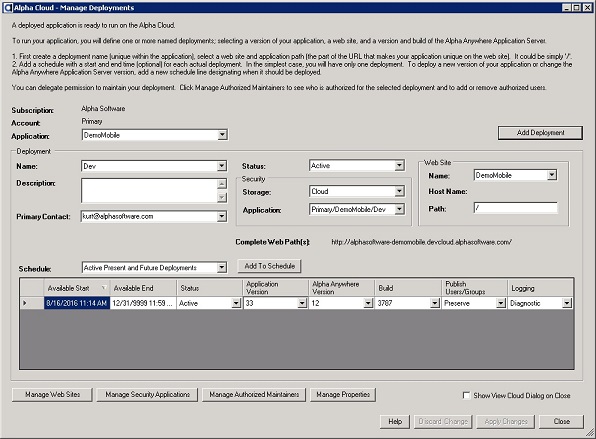 Alpha Cloud - Manage Deployments
A deployed application is ready to run on the Alpha Cloud.
To run your application, you will define one or more named deployments; selecting a version of your application, a web site, and a version and build of the Alpha Anywhere Application Server.
1. First create a deployment name (unique within the application), select a web site and application path (the part of the URL that makes your application unique on the web site). It could be simply '/'.
2. Add a schedule with a start and end time (optional) for each actual deployment. In the simplest case, you will have only one deployment. To deploy a new version of your application or change the
Alpha Anywhere Application Server version, add a new schedule line designating when it should be deployed.
You can delegate permission to maintain your deployment. Click Manage Authorized Maintainers to see who is authorized for the selected deployment and to add or remove authorized users.
Subscription: Alpha Software
Account: Primary
Application: DemoMobile Add Deployment
Deployment
Name: Dev Status: Active Web Site
Security Name: DemoMobile
Description: Storage: Cloud Host Name:
Primary Contact: kurt@alphasoftware.com Application: Primary/DemoMobile/Dev Path: /
Complete Web Path(s): http://alphasoftware-demomobile.devcloud.alphasoftware.com/
Schedule: Active Present and Future Deployments Add To Schedule
Available Start Available End Status Application Version Alpha Anywhere Version Build Publish Users/Groups Logging
8/16/2016 11:14 AM 12/31/9999 11:59 ... Active 33 12 3787 Preserve Diagnostic
Manage Web Sites Manage Security Applications Manage Authorized Maintainers Manage Properties Show View Cloud Dialog on Close
Help Discard Change Apply Changes Close